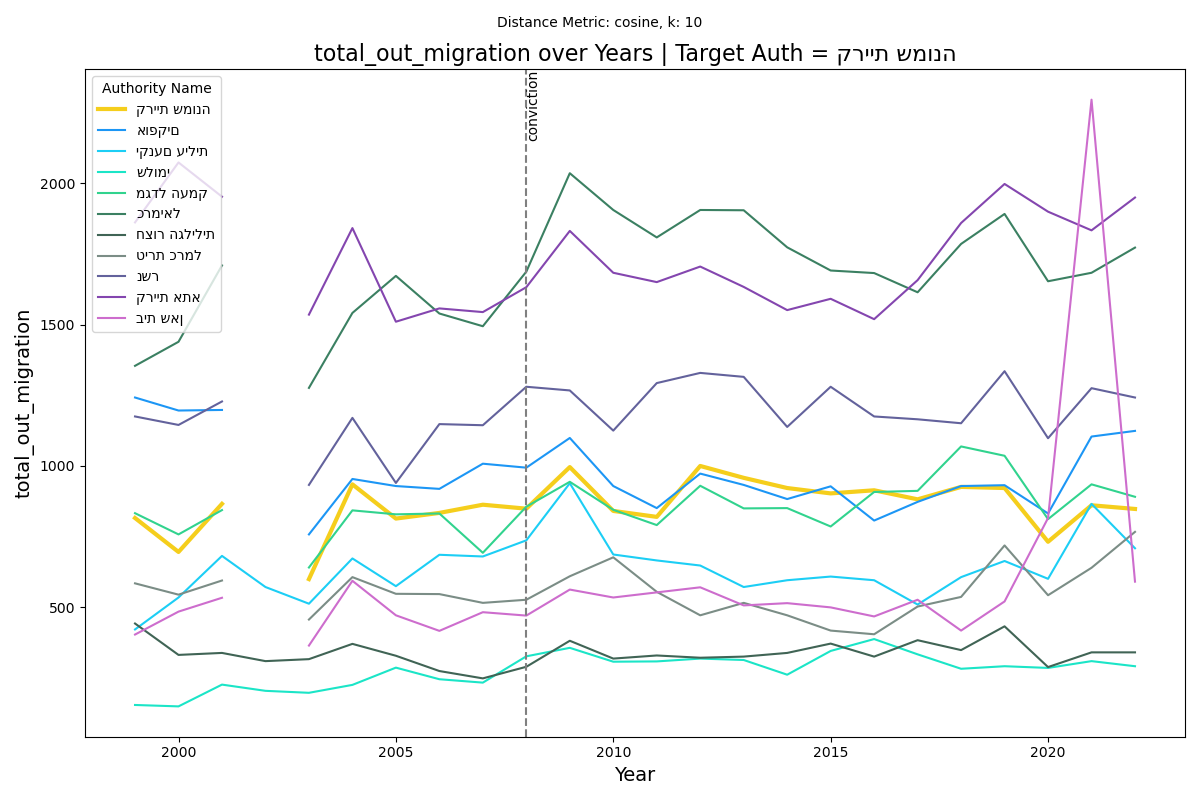 Distance Metric: cosine, k: 10
total_out_migration over Years | Target Auth = קריית שמונה
Authority Name
קריית שמונה
אופקים
יקנעם עילית
שלומי
מגדל העמק
כרמיאל
חצור הגלילית
טירת כרמל
נשר
קריית אתא
בית שאן
conviction
total_out_migration
2000
1500
1000
500
2000 2005 2010 2015 2020
Year